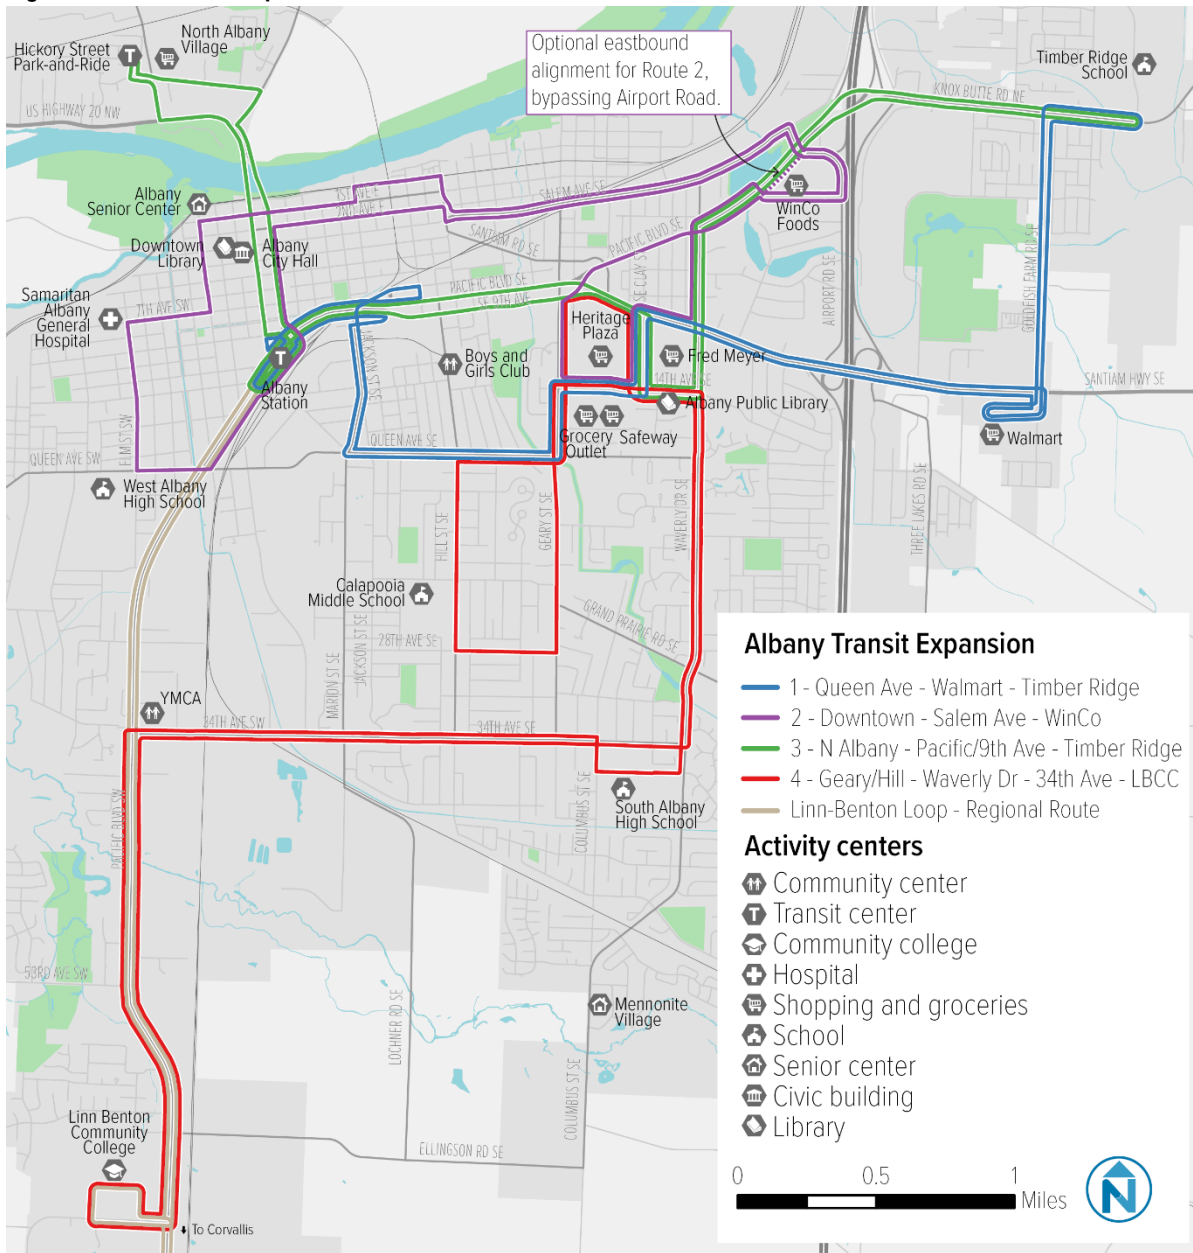 Hickory Street
Park-and-Ride
North Albany
Village
US HIGHWAY 20 NW
Optional eastbound
alignment for Route 2,
bypassing Airport Road.
Timber Ridge
School
KNOX BUTTE RD NE
Albany
Senior Center
1ST AVE E
2ND AVE E
SALEM AVE SE
SANTIAM RD SE
WinCo
Foods
Downtown
Library
Albany
City Hall
PACIFIC BLVD SE
PACIFIC BLVD SE
SE 9TH AVE
SE CLAY ST
AIRPORT RD SE
GOLDFISH FARM RD SE
Samaritan
Albany
General
Hospital
7TH AVE SW
Heritage
Plaza
Boys and
Girls Club
JACKSON ST SE
Fred Meyer
14TH AVE SE
SANTIAM HWY SE
Albany
Station
Albany Public Library
ELM ST SW
Grocery
Outlet
Safeway
Walmart
QUEEN AVE SW
QUEEN AVE SE
West Albany
High School
HILL ST SE
GEARY ST SE
WAVERLY DR SE
THREE LAKES RD SE
Calapooia
Middle School
GRAND PRAIRIE RD SE
28TH AVE SE
MARION ST SE
JACKSON ST SE
YMCA
34TH AVE SW
34TH AVE SE
PACIFIC BLVD SW
COLUMBUS ST SE
South Albany
High School
53RD AVE SW
LOCHNER RD SE
Mennonite
Village
COLUMBUS ST SE
Linn Benton
Community
College
ELLINGSON RD SE
To Corvallis
Albany Transit Expansion
1 - Queen Ave - Walmart - Timber Ridge
2 - Downtown - Salem Ave - WinCo
3 - N Albany - Pacific/9th Ave - Timber Ridge
4 - Geary/Hill - Waverly Dr - 34th Ave - LBCC
Linn-Benton Loop - Regional Route
Activity centers
Community center
T Transit center
Community college
Hospital
Shopping and groceries
School
Senior center
Civic building
Library
0 0.5 1
Miles
N